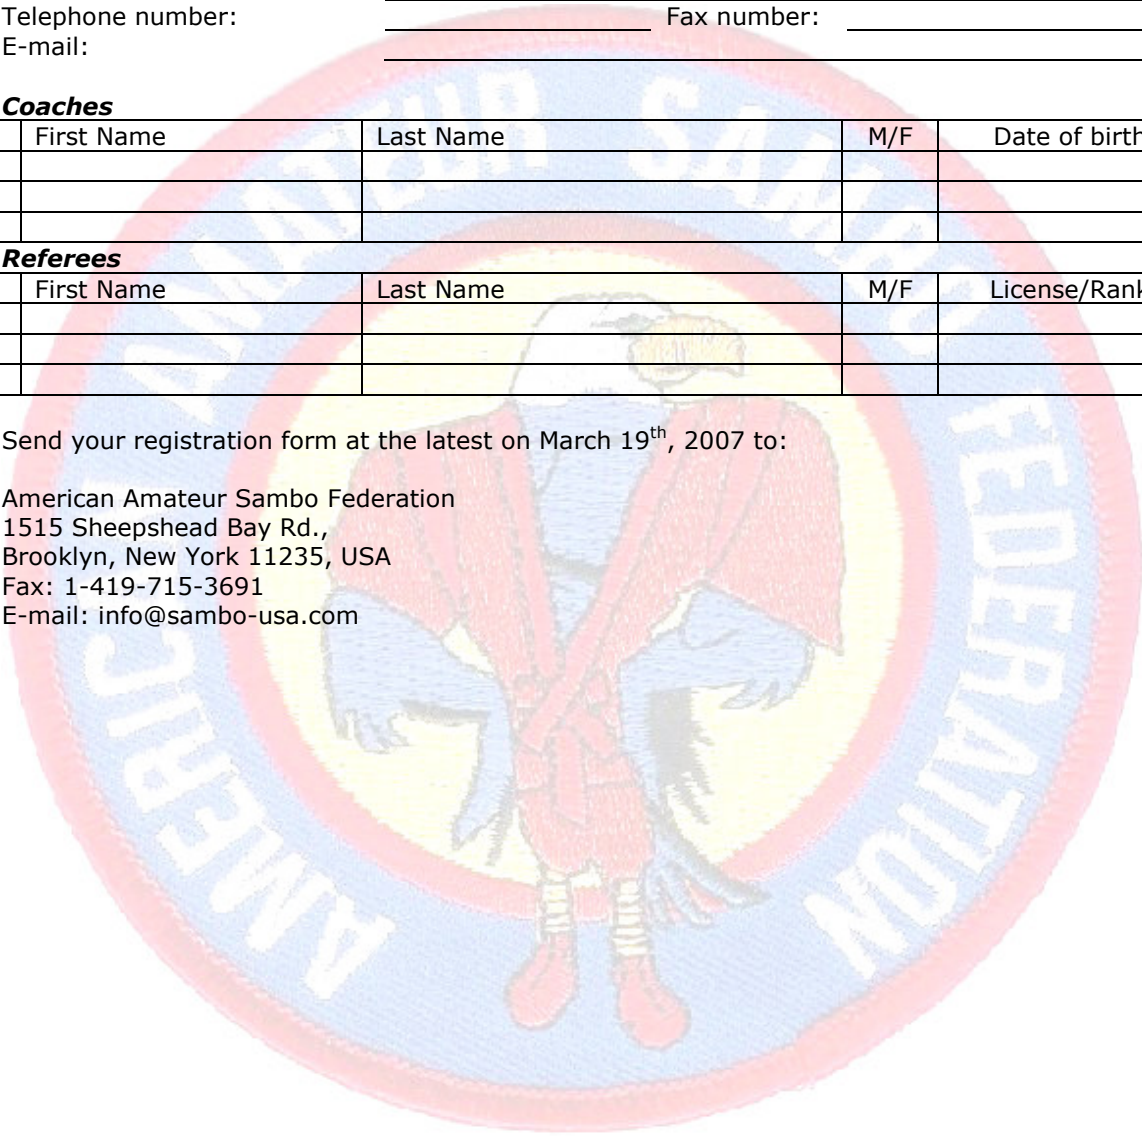 Telephone number: Fax number:
E-mail:
Coaches
First Name Last Name M/F Date of birth
Referees
First Name Last Name M/F License/Rank
Send your registration form at the latest on March 19th, 2007 to:
American Amateur Sambo Federation
1515 Sheepshead Bay Rd.,
Brooklyn, New York 11235, USA
Fax: 1-419-715-3691
E-mail: info@sambo-usa.com
AMERICAN AMATEUR SAMBO FEDERATION